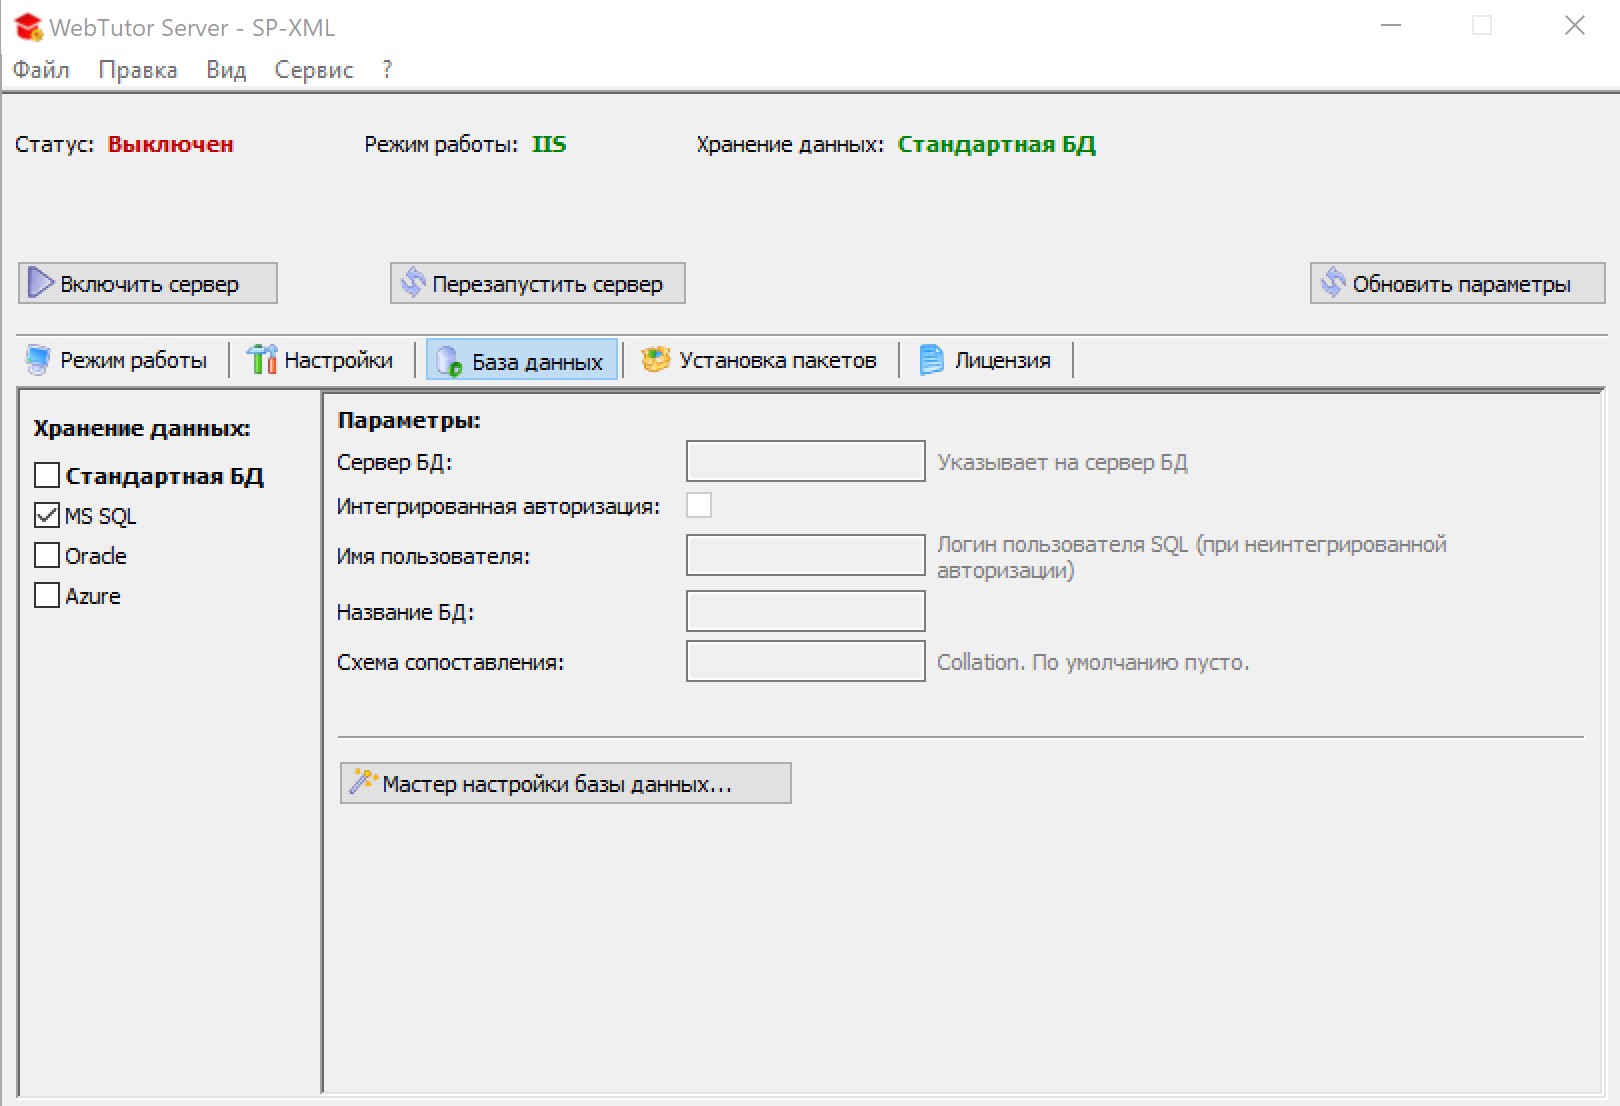 WebTutor Server - SP-XML
Файл Правка Вид Сервис ?
Статус: Выключен Режим работы: IIS Хранение данных: Стандартная БД
Включить сервер Перезапустить сервер Обновить параметры
Режим работы Настройки База данных Установка пакетов Лицензия
Хранение данных:
Стандартная БД
MS SQL
Oracle
Azure
Параметры:
Сервер БД: Указывает на сервер БД
Интегрированная авторизация:
Имя пользователя: Логин пользователя SQL (при неинтегрированной
авторизации)
Название БД:
Схема сопоставления: Collation. По умолчанию пусто.
Мастер настройки базы данных...